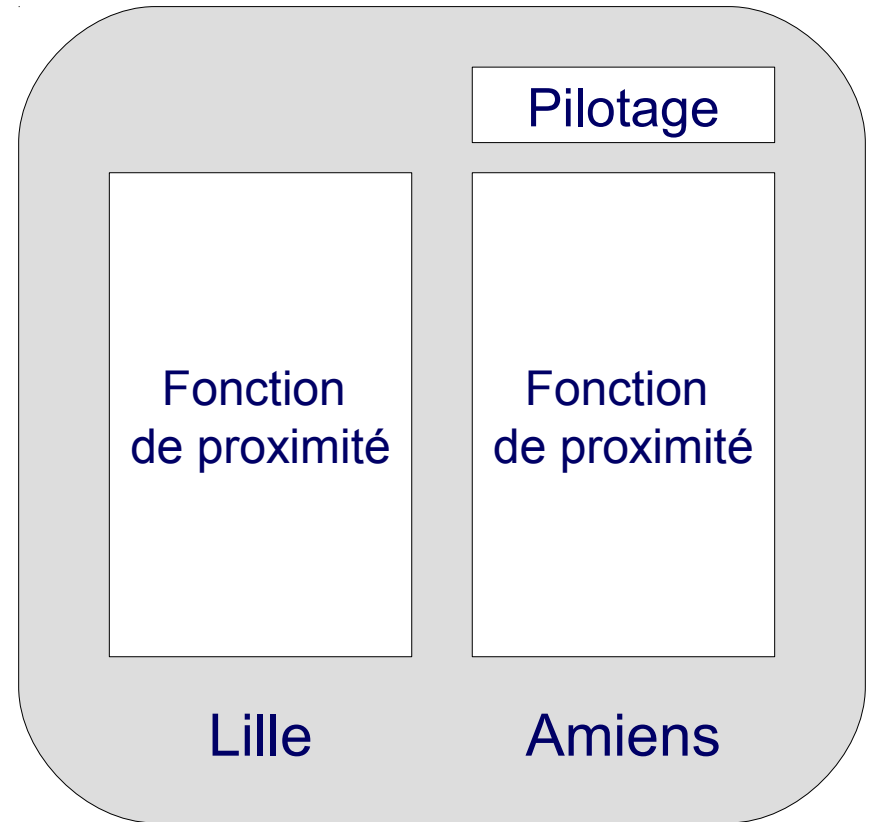 Pilotage
Fonction
de proximité
Fonction
de proximité
Lille
Amiens